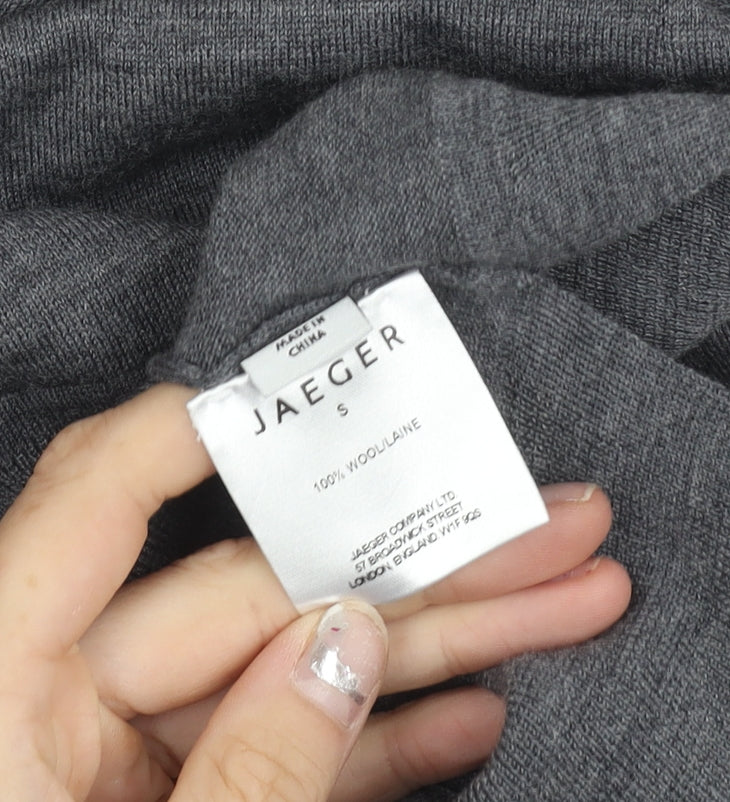 MADE IN
CHINA
JAEGER
S
100% WOOL/LAINE
JAEGER COMPANY LTD
57 BROADWICK STREET
LONDON ENGLAND W1F 9QS